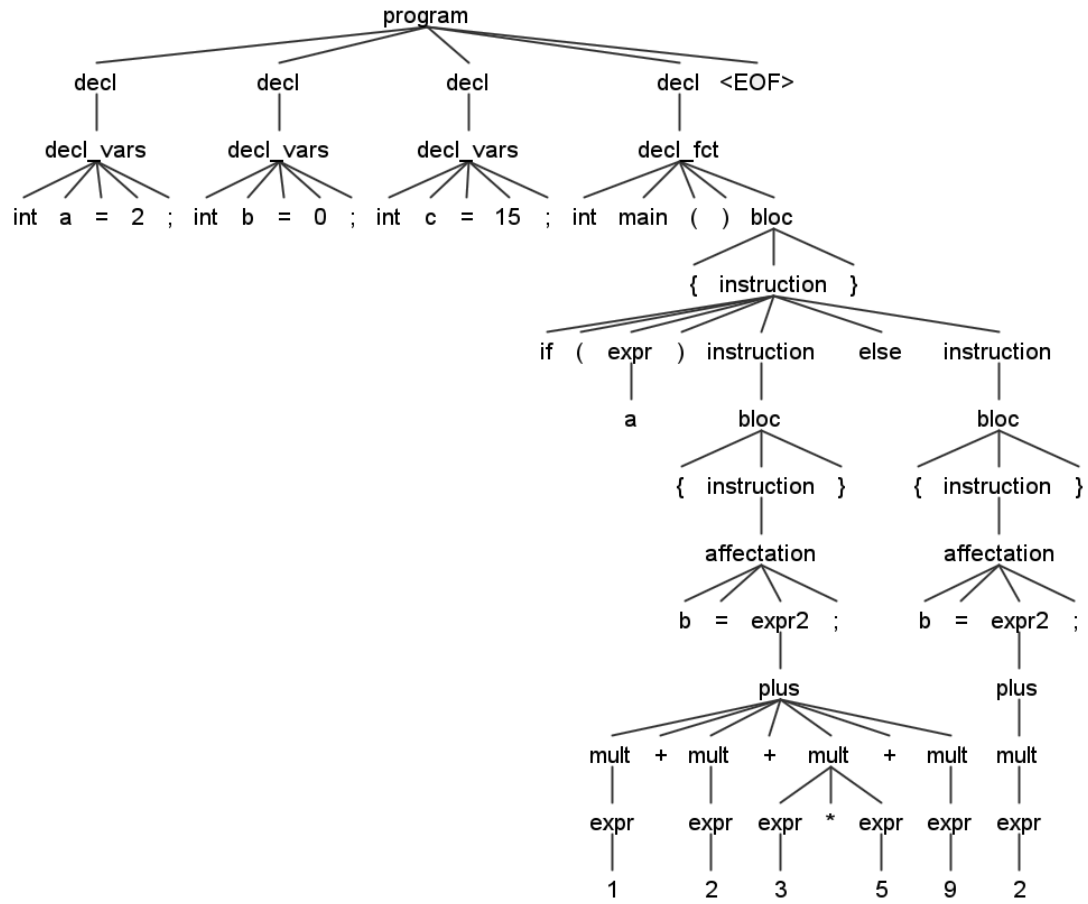 program
decl decl decl decl <EOF>
decl_vars decl_vars decl_vars decl_fct
int a = 2 ; int b = 0 ; int c = 15 ; int main ( ) bloc
{ instruction }
if ( expr ) instruction else instruction
a bloc bloc
{ instruction } { instruction }
affectation affectation
b = expr2 ; b = expr2 ;
plus plus
mult + mult + mult + mult mult
expr expr expr * expr expr expr
1 2 3 5 9 2